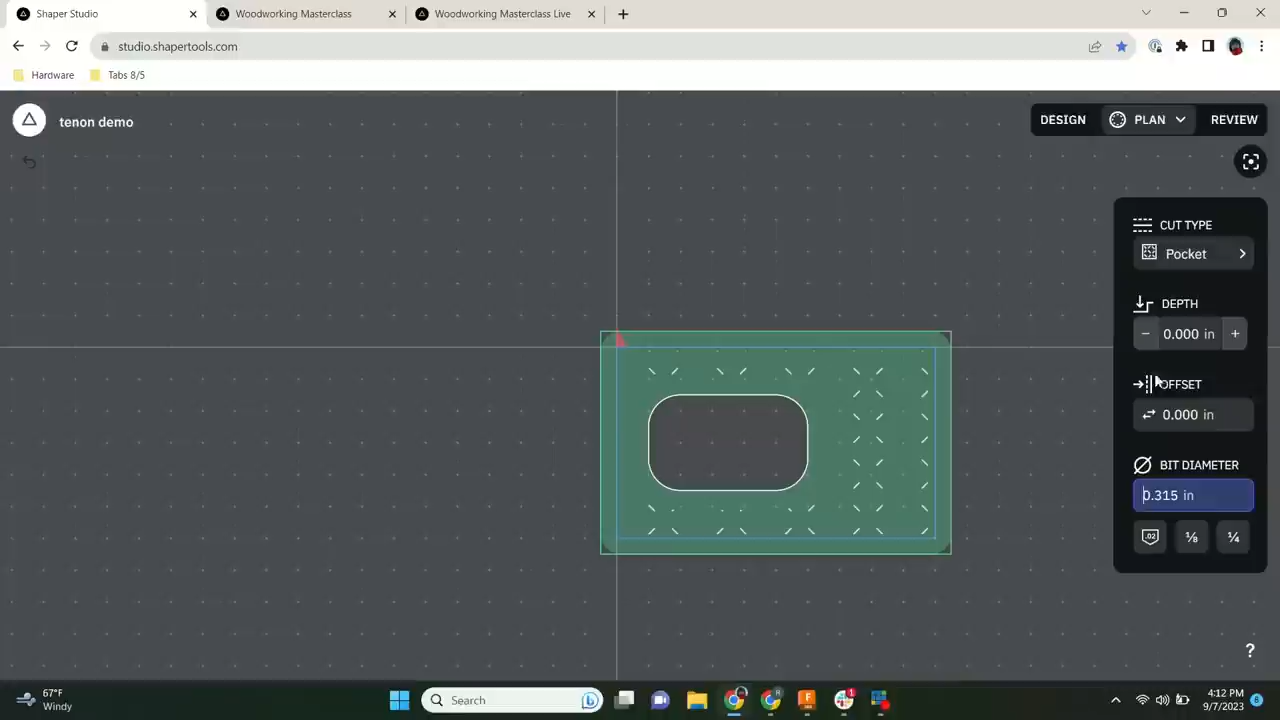 Shaper Studio
Woodworking Masterclass
Woodworking Masterclass Live
studio.shapertools.com
Hardware
Tabs 8/5
tenon demo
DESIGN
PLAN
REVIEW
CUT TYPE
Pocket
DEPTH
0.000 in
OFFSET
0.000 in
BIT DIAMETER
0.315 in
.02
⅛
¼
?
67°F
Windy
Search
4:12 PM
9/7/2023